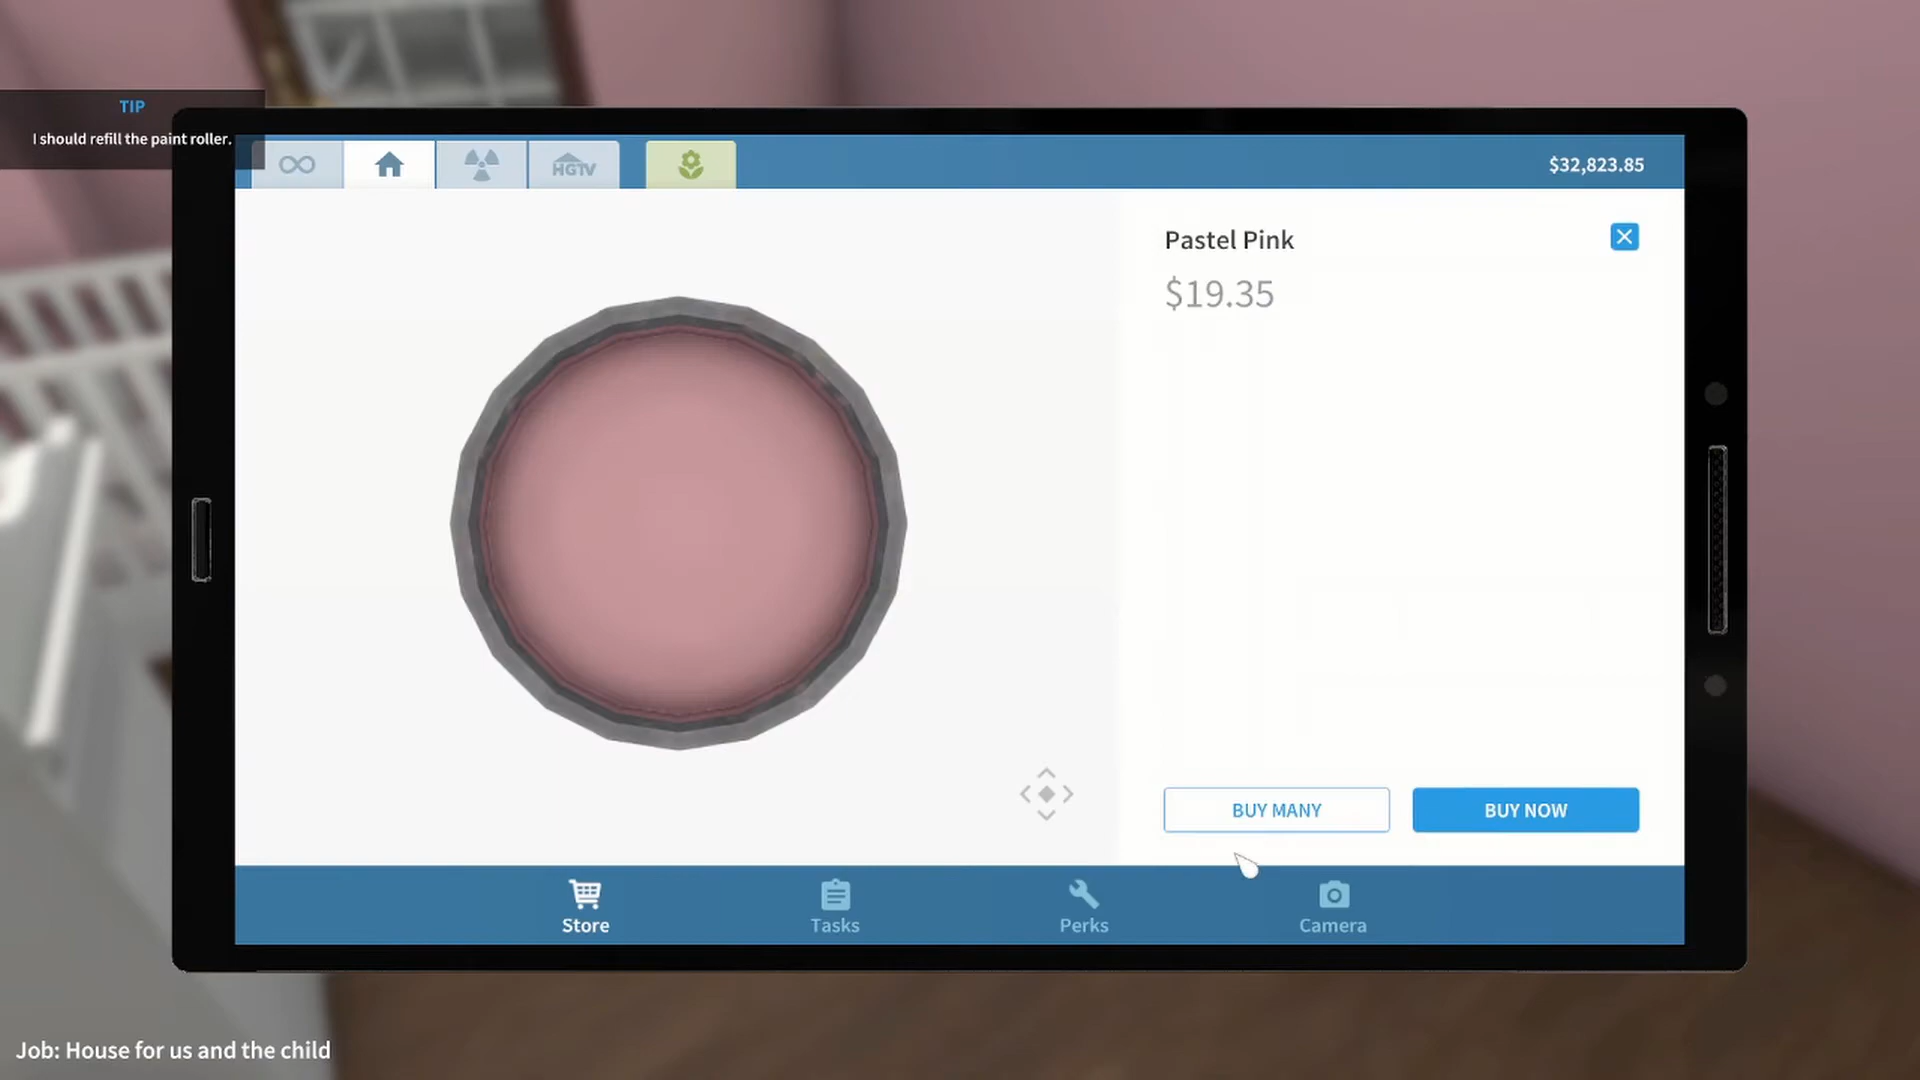 TIP
I should refill the paint roller.
HGTV
$32,823.85
Pastel Pink
$19.35
BUY MANY
BUY NOW
Store
Tasks
Perks
Camera
Job: House for us and the child